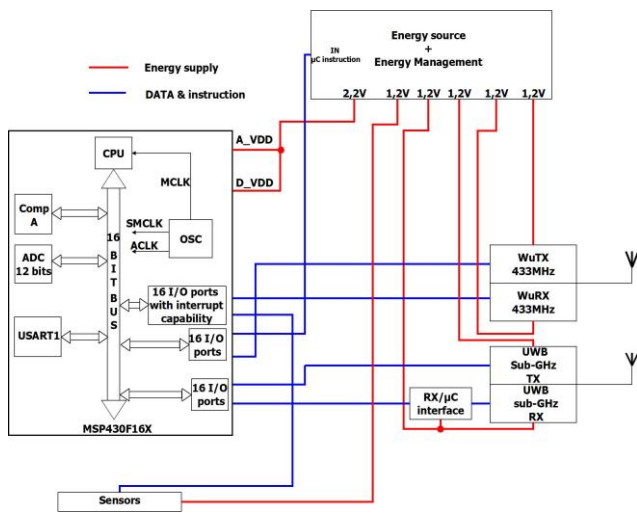 Energy source
+
Energy Management
IN
µC instruction
2,2V 1,2V 1,2V 1,2V 1,2V 1,2V
Energy supply
DATA & instruction
A_VDD
D_VDD
CPU
MCLK
Comp
A
SMCLK
ACLK
OSC
ADC
12 bits
16
BIT BUS
16 I/O ports
with interrupt
capability
USART1
16 I/O
ports
16 I/O
ports
MSP430F16X
WuTX
433MHz
WuRX
433MHz
UWB
Sub-GHz
TX
UWB
sub-GHz
RX
RX/µC
interface
Sensors